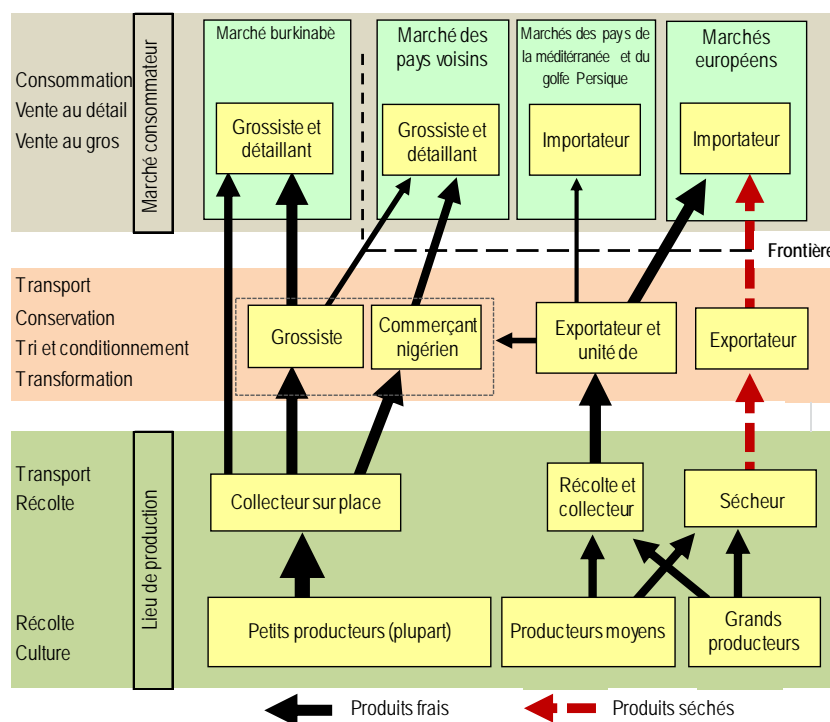 Marché burkinabè
Marché des
pays voisins
Marchés des pays de
la méditérranée et du
golfe Persique
Marchés
européens
Consommation
Vente au détail
Vente au gros
Marché consommateur
Grossiste et
détaillant
Grossiste et
détaillant
Importateur
Importateur
Frontière
Transport
Conservation
Tri et conditionnement
Transformation
Grossiste
Commerçant
nigérien
Exportateur et
unité de
Exportateur
Transport
Récolte
Lieu de production
Collecteur sur place
Récolte et
collecteur
Sécheur
Récolte
Culture
Petits producteurs (plupart)
Producteurs moyens
Grands
producteurs
Produits frais
Produits séchés